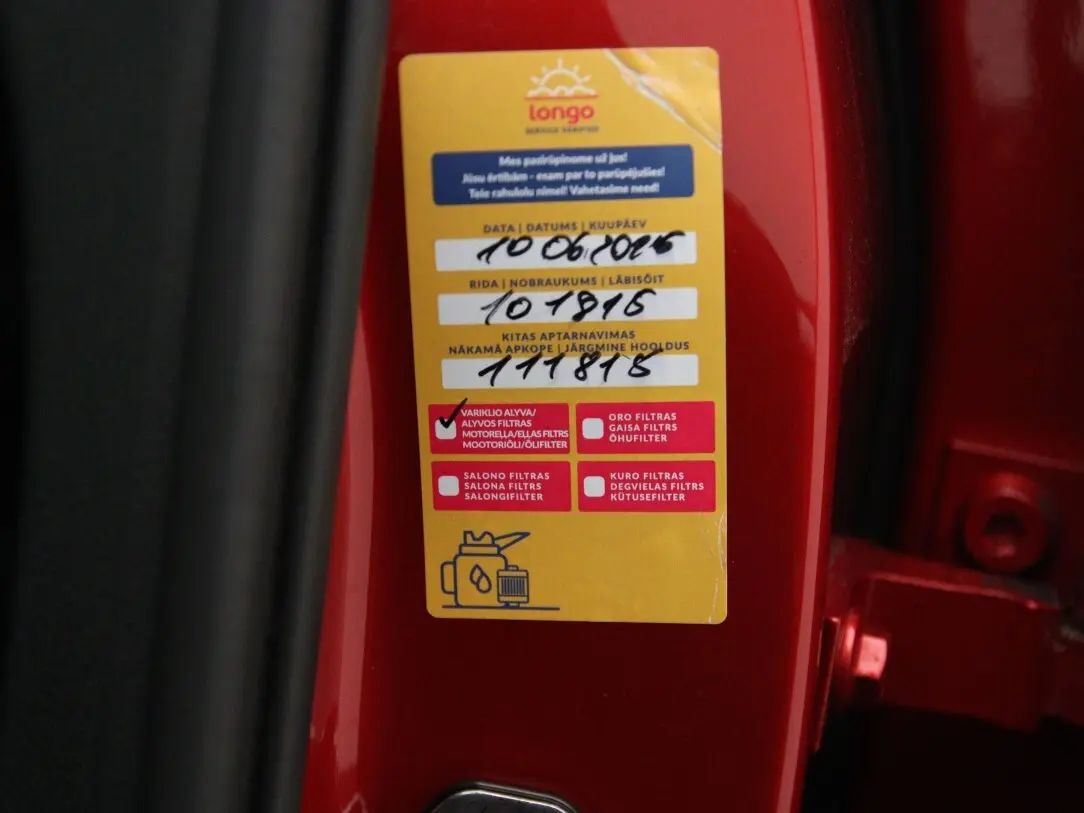 longo
Mes pasirūpinome už jus!
Jūsu ērtībām - esam par to parūpējušies!
Teie rahulolu nimel! Vahetasime need!
DATA | DATUMS | KUUPÄEV
10 06.2025
RIDA | NOBRAUKUMS | LÄBISÕIT
101815
KITAS APTARNAVIMAS
NĀKAMĀ APKOPE | JÄRGMINE HOOLDUS
111815
VARIKLIO ALYVA/
ALYVOS FILTRAS
MOTOREĻĻA/EĻĻAS FILTRS
MOOTORIÕLI/ÕLIFILTER
ORO FILTRAS
GAISA FILTRS
ÕHUFILTER
SALONO FILTRAS
SALONA FILTRS
SALONGIFILTER
KURO FILTRAS
DEGVIELAS FILTRS
KÜTUSEFILTER